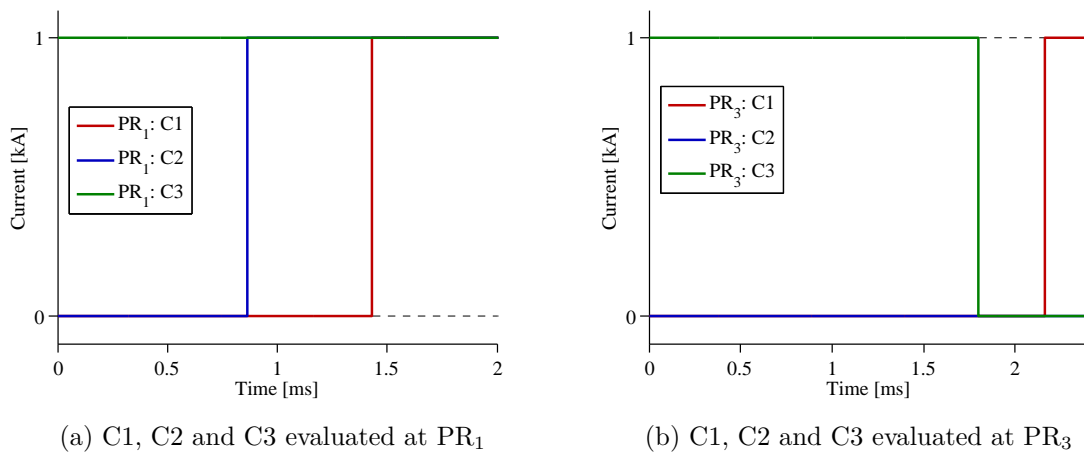 1
0
Current [kA]
PR1: C1
PR1: C2
PR1: C3
0 0.5 1 1.5 2
Time [ms]
(a) C1, C2 and C3 evaluated at PR1
1
0
Current [kA]
PR3: C1
PR3: C2
PR3: C3
0 0.5 1 1.5 2
Time [ms]
(b) C1, C2 and C3 evaluated at PR3